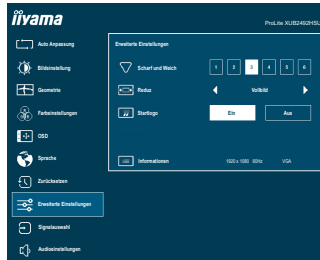 iiyama
ProLite XUB2492HSU
Auto Anpassung
Erweiterte Einstellungen
Scharf und Weich
1 2 3 4 5 6
Bildeinstellung
Geometrie
Redux
Vollbild
Farbeinstellungen
Startlogo
Ein
Aus
OSD
Sprache
Informationen
1920 x 1080 60Hz VGA
Zurücksetzen
Erweiterte Einstellungen
Signalauswahl
Audioeinstellungen